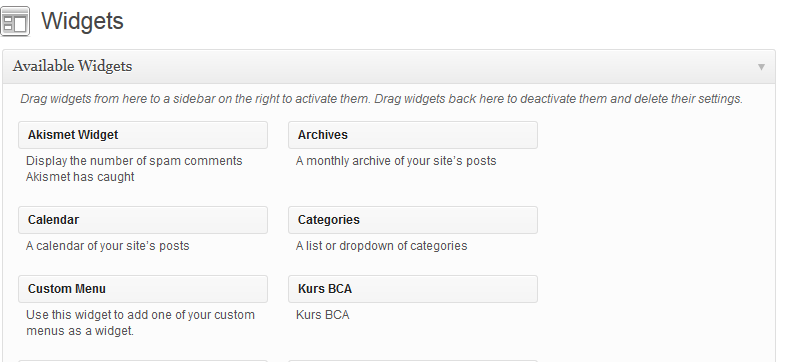 Widgets
Available Widgets
Drag widgets from here to a sidebar on the right to activate them. Drag widgets back here to deactivate them and delete their settings.
Akismet Widget
Display the number of spam comments
Akismet has caught
Archives
A monthly archive of your site's posts
Calendar
A calendar of your site's posts
Categories
A list or dropdown of categories
Custom Menu
Use this widget to add one of your custom
menus as a widget.
Kurs BCA
Kurs BCA